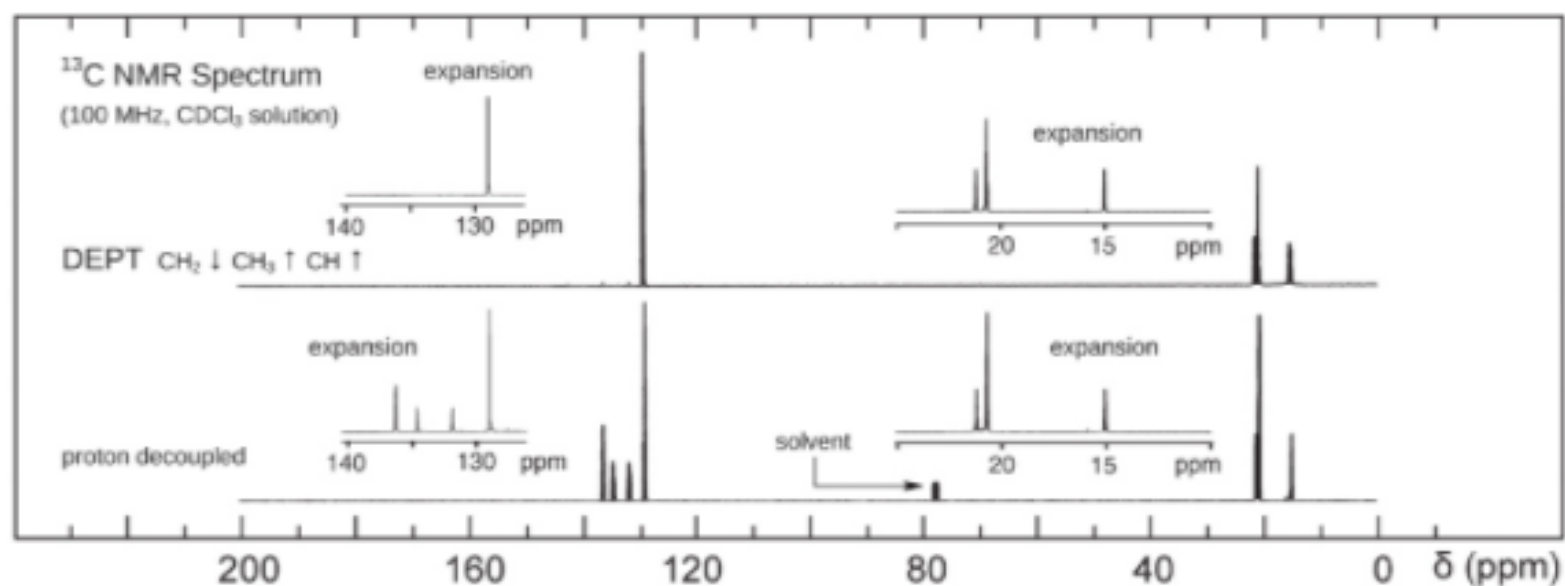 ¹³C NMR Spectrum
(100 MHz, CDCl₃ solution)
expansion
140 130 ppm
expansion
20 15 ppm
DEPT CH₂ ↓ CH₃ ↑ CH ↑
expansion
140 130 ppm
solvent
expansion
20 15 ppm
proton decoupled
200 160 120 80 40 0 δ (ppm)